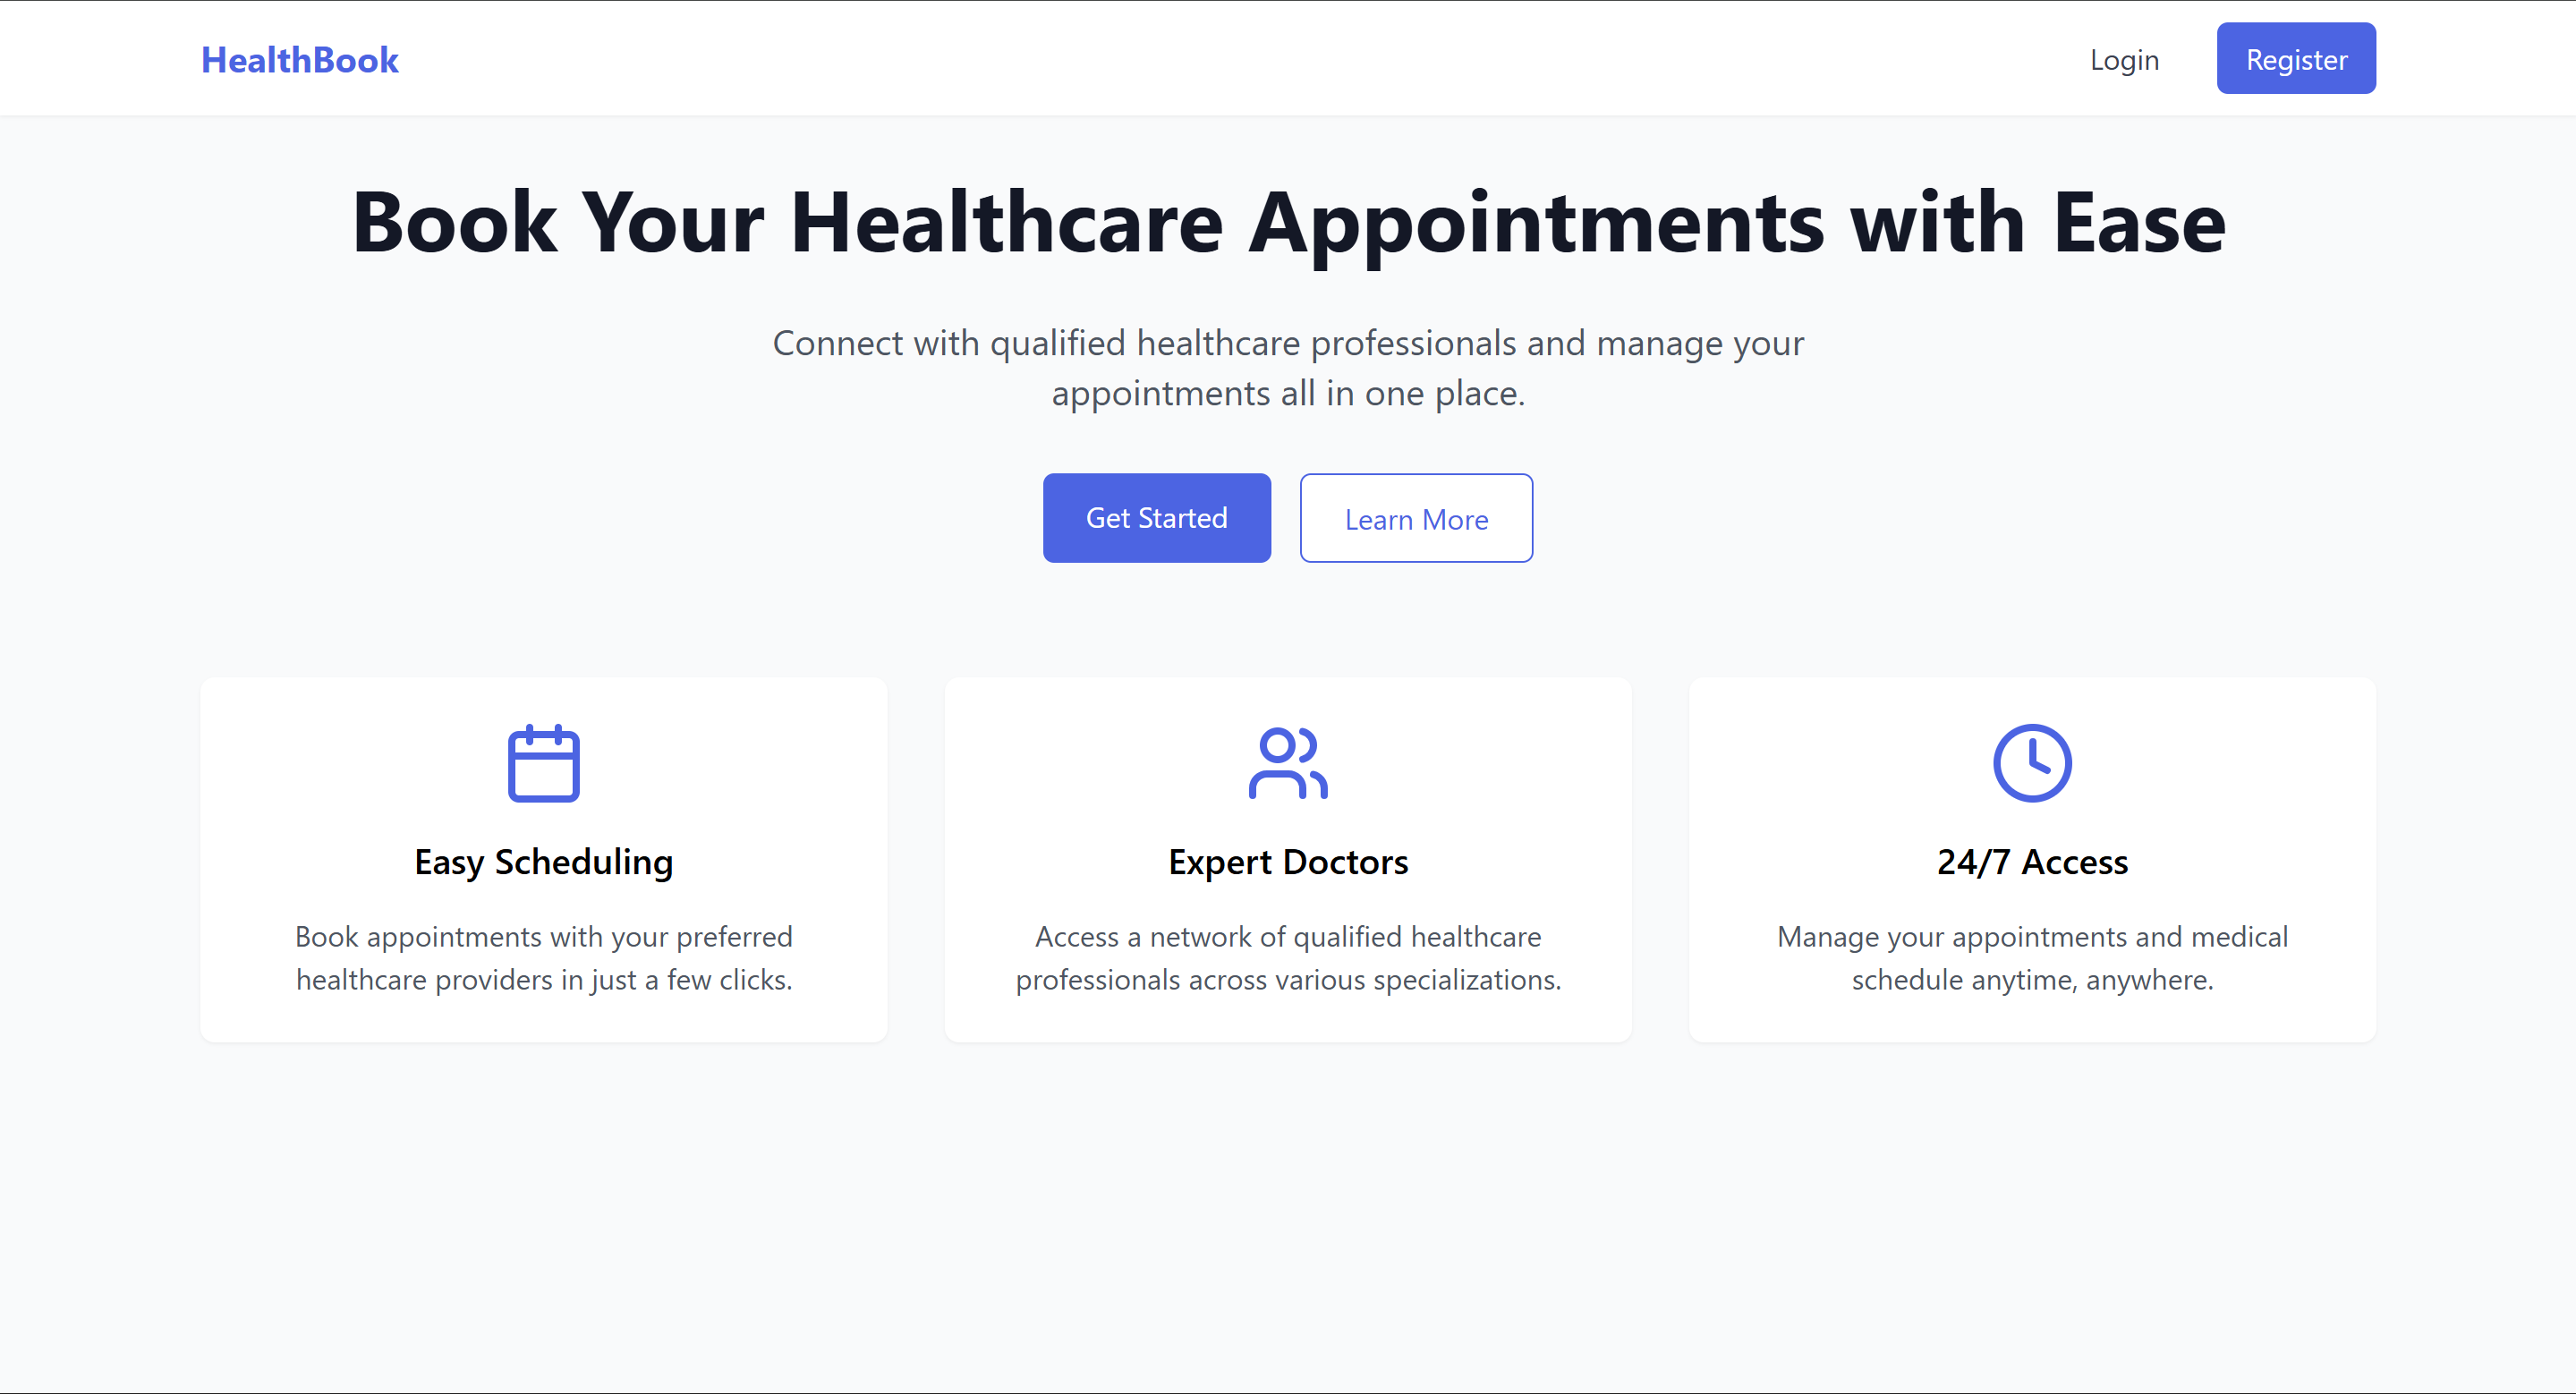 HealthBook
Login
Register
Book Your Healthcare Appointments with Ease
Connect with qualified healthcare professionals and manage your
appointments all in one place.
Get Started
Learn More
Easy Scheduling
Book appointments with your preferred
healthcare providers in just a few clicks.
Expert Doctors
Access a network of qualified healthcare
professionals across various specializations.
24/7 Access
Manage your appointments and medical
schedule anytime, anywhere.